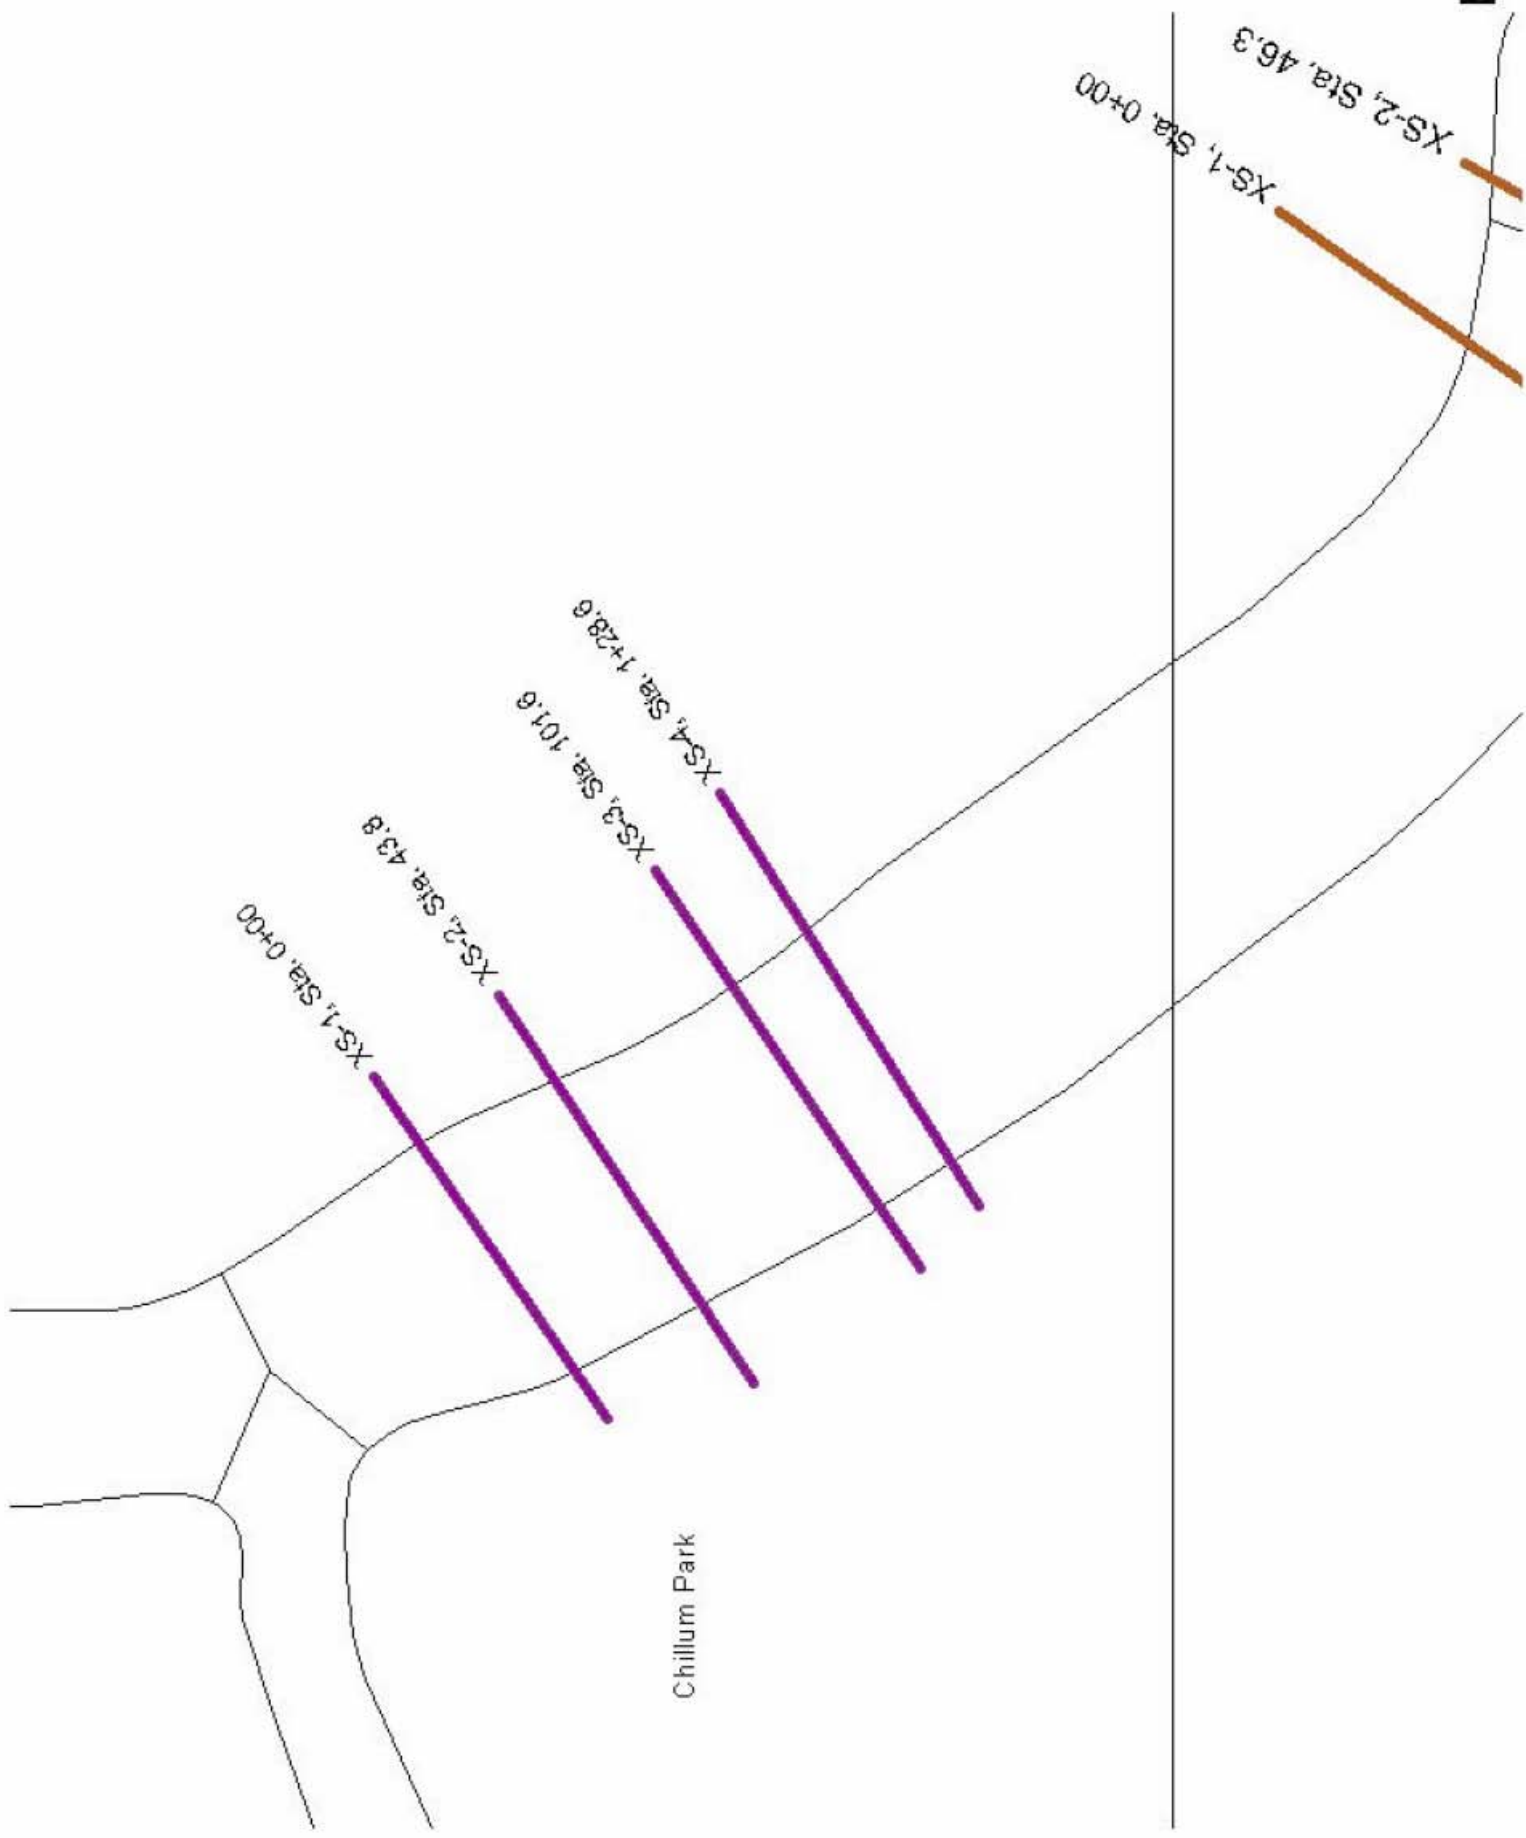 XS-2, Sta. 46.3
XS-1, Sta. 0+00
XS-4, Sta. 1+28.6
XS-3, Sta. 101.6
XS-2, Sta. 43.8
XS-1, Sta. 0+00
Chillum Park